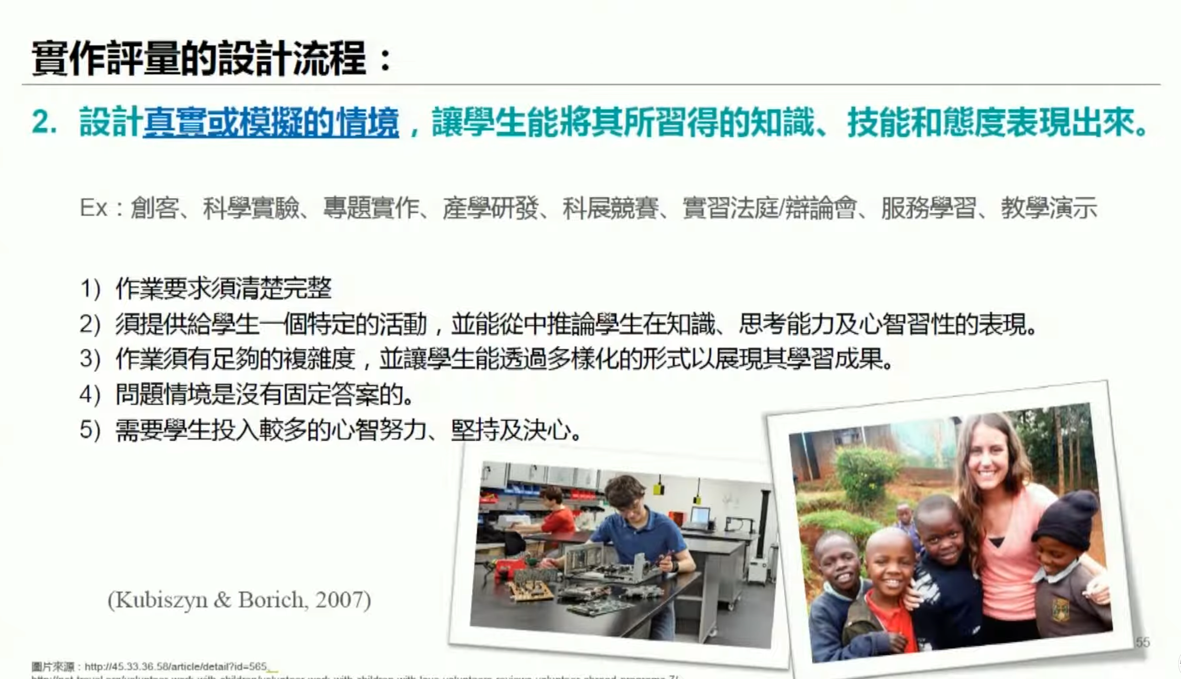 實作評量的設計流程：
2. 設計真實或模擬的情境，讓學生能將其所習得的知識、技能和態度表現出來。
Ex：創客、科學實驗、專題實作、產學研發、科展競賽、實習法庭/辯論會、服務學習、教學演示
1) 作業要求須清楚完整
2) 須提供給學生一個特定的活動，並能從中推論學生在知識、思考能力及心智習性的表現。
3) 作業須有足夠的複雜度，並讓學生能透過多樣化的形式以展現其學習成果。
4) 問題情境是沒有固定答案的。
5) 需要學生投入較多的心智努力、堅持及決心。
(Kubiszyn & Borich, 2007)
55
圖片來源：http://45.33.36.58/article/detail?id=565